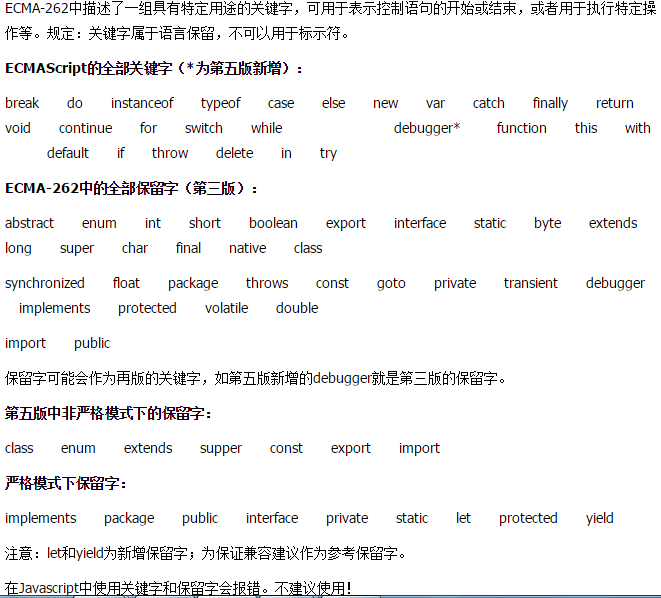 ECMA-262中描述了一组具有特定用途的关键字，可用于表示控制语句的开始或结束，或者用于执行特定操
作等。规定：关键字属于语言保留，不可以用于标示符。
ECMAScript的全部关键字（*为第五版新增）：
break do instanceof typeof case else new var catch finally return
void continue for switch while debugger* function this with
default if throw delete in try
ECMA-262中的全部保留字（第三版）：
abstract enum int short boolean export interface static byte extends
long super char final native class
synchronized float package throws const goto private transient debugger
implements protected volatile double
import public
保留字可能会作为再版的关键字，如第五版新增的debugger就是第三版的保留字。
第五版中非严格模式下的保留字：
class enum extends supper const export import
严格模式下保留字：
implements package public interface private static let protected yield
注意：let和yield为新增保留字；为保证兼容建议作为参考保留字。
在Javascript中使用关键字和保留字会报错。不建议使用！